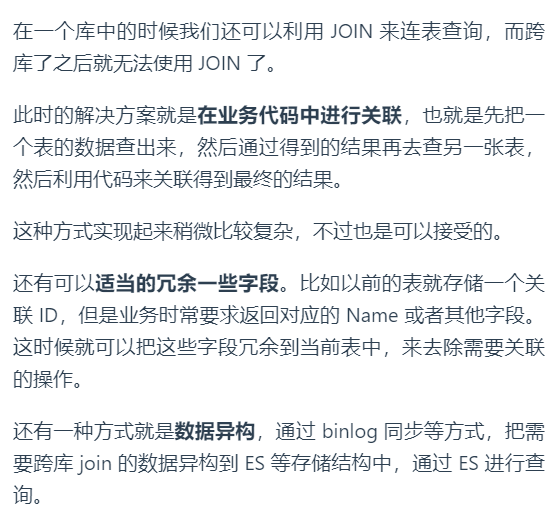 在一个库中的时候我们还可以利用 JOIN 来连表查询，而跨
库了之后就无法使用 JOIN 了。
此时的解决方案就是在业务代码中进行关联，也就是先把一
个表的数据查出来，然后通过得到的结果再去查另一张表，
然后利用代码来关联得到最终的结果。
这种方式实现起来稍微比较复杂，不过也是可以接受的。
还有可以适当的冗余一些字段。比如以前的表就存储一个关
联 ID，但是业务时常要求返回对应的 Name 或者其他字段。
这时候就可以把这些字段冗余到当前表中，来去除需要关联
的操作。
还有一种方式就是数据异构，通过 binlog 同步等方式，把需
要跨库 join 的数据异构到 ES 等存储结构中，通过 ES 进行查
询。